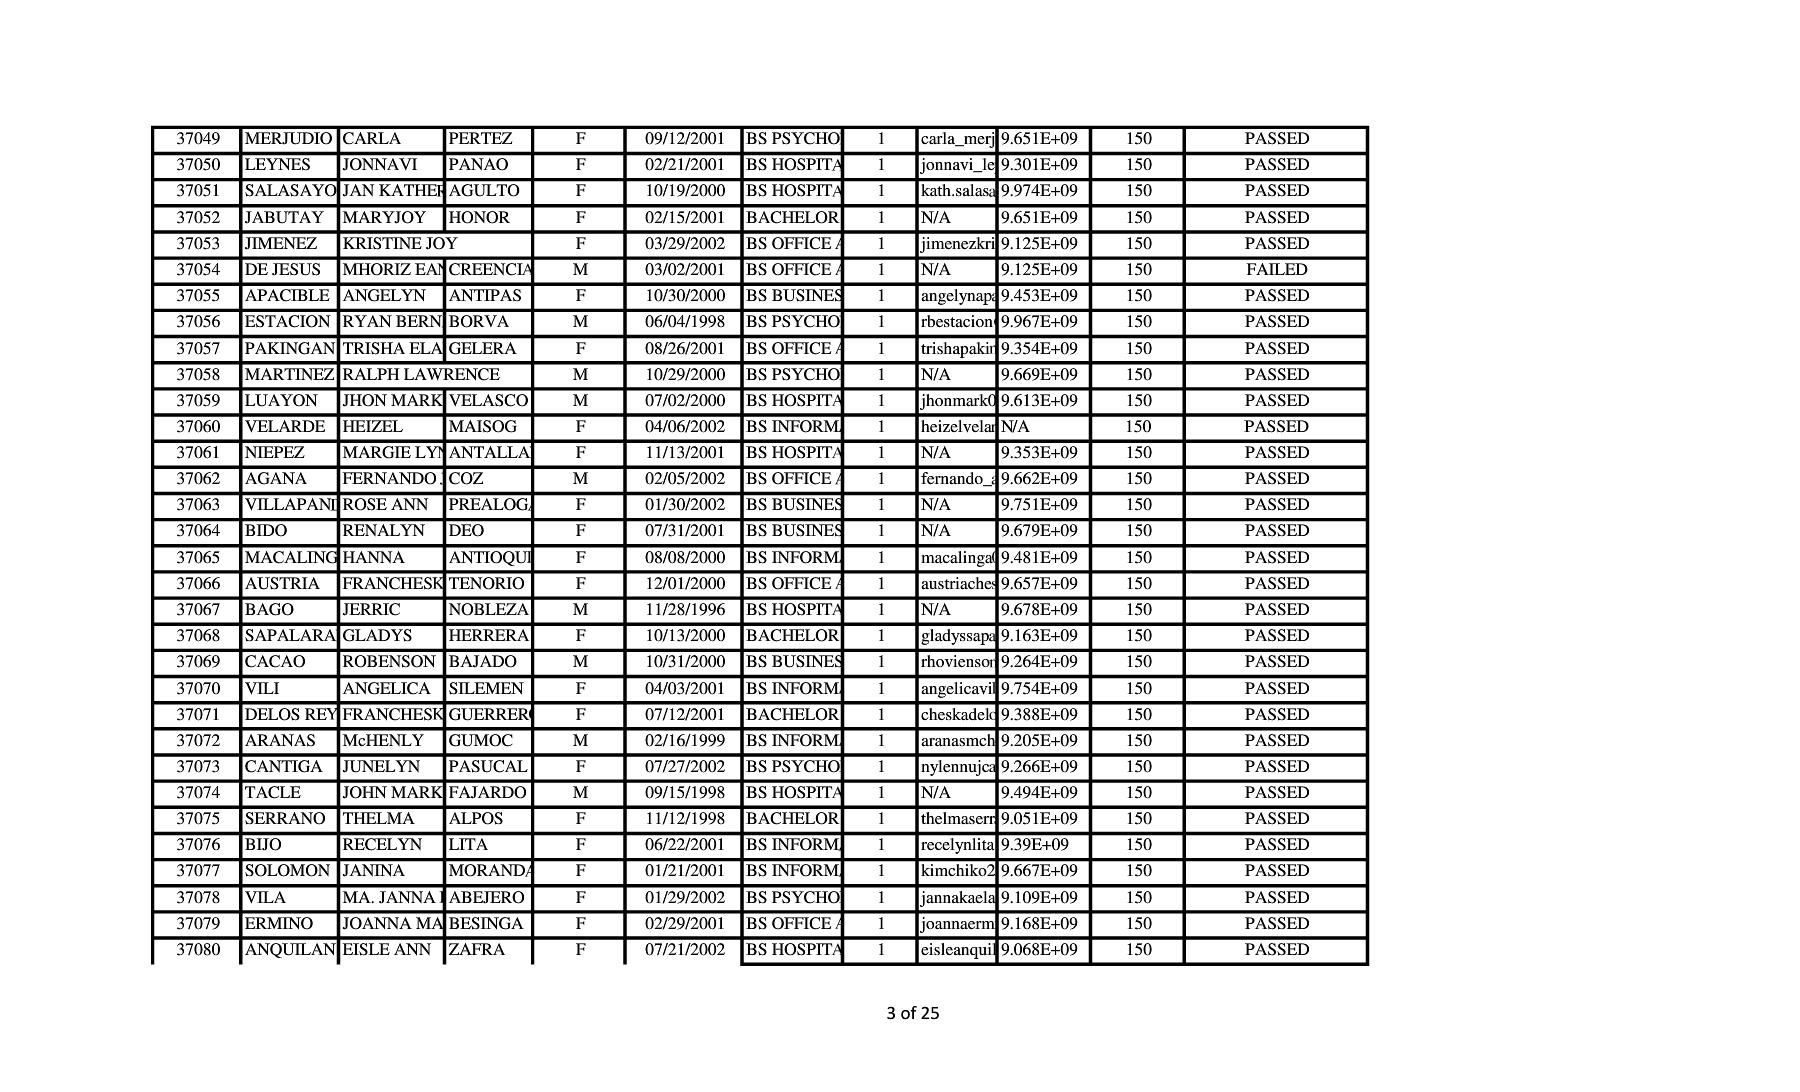 37049 MERJUDIO CARLA PERTEZ F 09/12/2001 BS PSYCHO 1 carla_merj 9.651E+09 150 PASSED
37050 LEYNES JONNAVI PANAO F 02/21/2001 BS HOSPITA 1 jonnavi_le 9.301E+09 150 PASSED
37051 SALASAYO JAN KATHER AGULTO F 10/19/2000 BS HOSPITA 1 kath.salasa 9.974E+09 150 PASSED
37052 JABUTAY MARYJOY HONOR F 02/15/2001 BACHELOR 1 N/A 9.651E+09 150 PASSED
37053 JIMENEZ KRISTINE JOY F 03/29/2002 BS OFFICE A 1 jimenezkri 9.125E+09 150 PASSED
37054 DE JESUS MHORIZ EAN CREENCIA M 03/02/2001 BS OFFICE A 1 N/A 9.125E+09 150 FAILED
37055 APACIBLE ANGELYN ANTIPAS F 10/30/2000 BS BUSINES 1 angelynapa 9.453E+09 150 PASSED
37056 ESTACION RYAN BERN BORVA M 06/04/1998 BS PSYCHO 1 rbestacion 9.967E+09 150 PASSED
37057 PAKINGAN TRISHA ELA GELERA F 08/26/2001 BS OFFICE A 1 trishapakin 9.354E+09 150 PASSED
37058 MARTINEZ RALPH LAWRENCE M 10/29/2000 BS PSYCHO 1 N/A 9.669E+09 150 PASSED
37059 LUAYON JHON MARK VELASCO M 07/02/2000 BS HOSPITA 1 jhonmark0 9.613E+09 150 PASSED
37060 VELARDE HEIZEL MAISOG F 04/06/2002 BS INFORMA 1 heizelvelar N/A 150 PASSED
37061 NIEPEZ MARGIE LYN ANTALLA F 11/13/2001 BS HOSPITA 1 N/A 9.353E+09 150 PASSED
37062 AGANA FERNANDO J COZ M 02/05/2002 BS OFFICE A 1 fernando_a 9.662E+09 150 PASSED
37063 VILLAPAND ROSE ANN PREALOGA F 01/30/2002 BS BUSINES 1 N/A 9.751E+09 150 PASSED
37064 BIDO RENALYN DEO F 07/31/2001 BS BUSINES 1 N/A 9.679E+09 150 PASSED
37065 MACALING HANNA ANTIOQUI F 08/08/2000 BS INFORMA 1 macalinga0 9.481E+09 150 PASSED
37066 AUSTRIA FRANCHESK TENORIO F 12/01/2000 BS OFFICE A 1 austriaches 9.657E+09 150 PASSED
37067 BAGO JERRIC NOBLEZA M 11/28/1996 BS HOSPITA 1 N/A 9.678E+09 150 PASSED
37068 SAPALARA GLADYS HERRERA F 10/13/2000 BACHELOR 1 gladyssapa 9.163E+09 150 PASSED
37069 CACAO ROBENSON BAJADO M 10/31/2000 BS BUSINES 1 rhovienson 9.264E+09 150 PASSED
37070 VILI ANGELICA SILEMEN F 04/03/2001 BS INFORMA 1 angelicavil 9.754E+09 150 PASSED
37071 DELOS REY FRANCHESK GUERRERO F 07/12/2001 BACHELOR 1 cheskadelo 9.388E+09 150 PASSED
37072 ARANAS McHENLY GUMOC M 02/16/1999 BS INFORMA 1 aranasmch 9.205E+09 150 PASSED
37073 CANTIGA JUNELYN PASUCAL F 07/27/2002 BS PSYCHO 1 nylennujca 9.266E+09 150 PASSED
37074 TACLE JOHN MARK FAJARDO M 09/15/1998 BS HOSPITA 1 N/A 9.494E+09 150 PASSED
37075 SERRANO THELMA ALPOS F 11/12/1998 BACHELOR 1 thelmaserr 9.051E+09 150 PASSED
37076 BIJO RECELYN LITA F 06/22/2001 BS INFORMA 1 recelynlita 9.39E+09 150 PASSED
37077 SOLOMON JANINA MORANDA F 01/21/2001 BS INFORMA 1 kimchiko2 9.667E+09 150 PASSED
37078 VILA MA. JANNA ABEJERO F 01/29/2002 BS PSYCHO 1 jannakaela 9.109E+09 150 PASSED
37079 ERMINO JOANNA MA BESINGA F 02/29/2001 BS OFFICE A 1 joannaerm 9.168E+09 150 PASSED
37080 ANQUILAN EISLE ANN ZAFRA F 07/21/2002 BS HOSPITA 1 eisleanquil 9.068E+09 150 PASSED
3 of 25